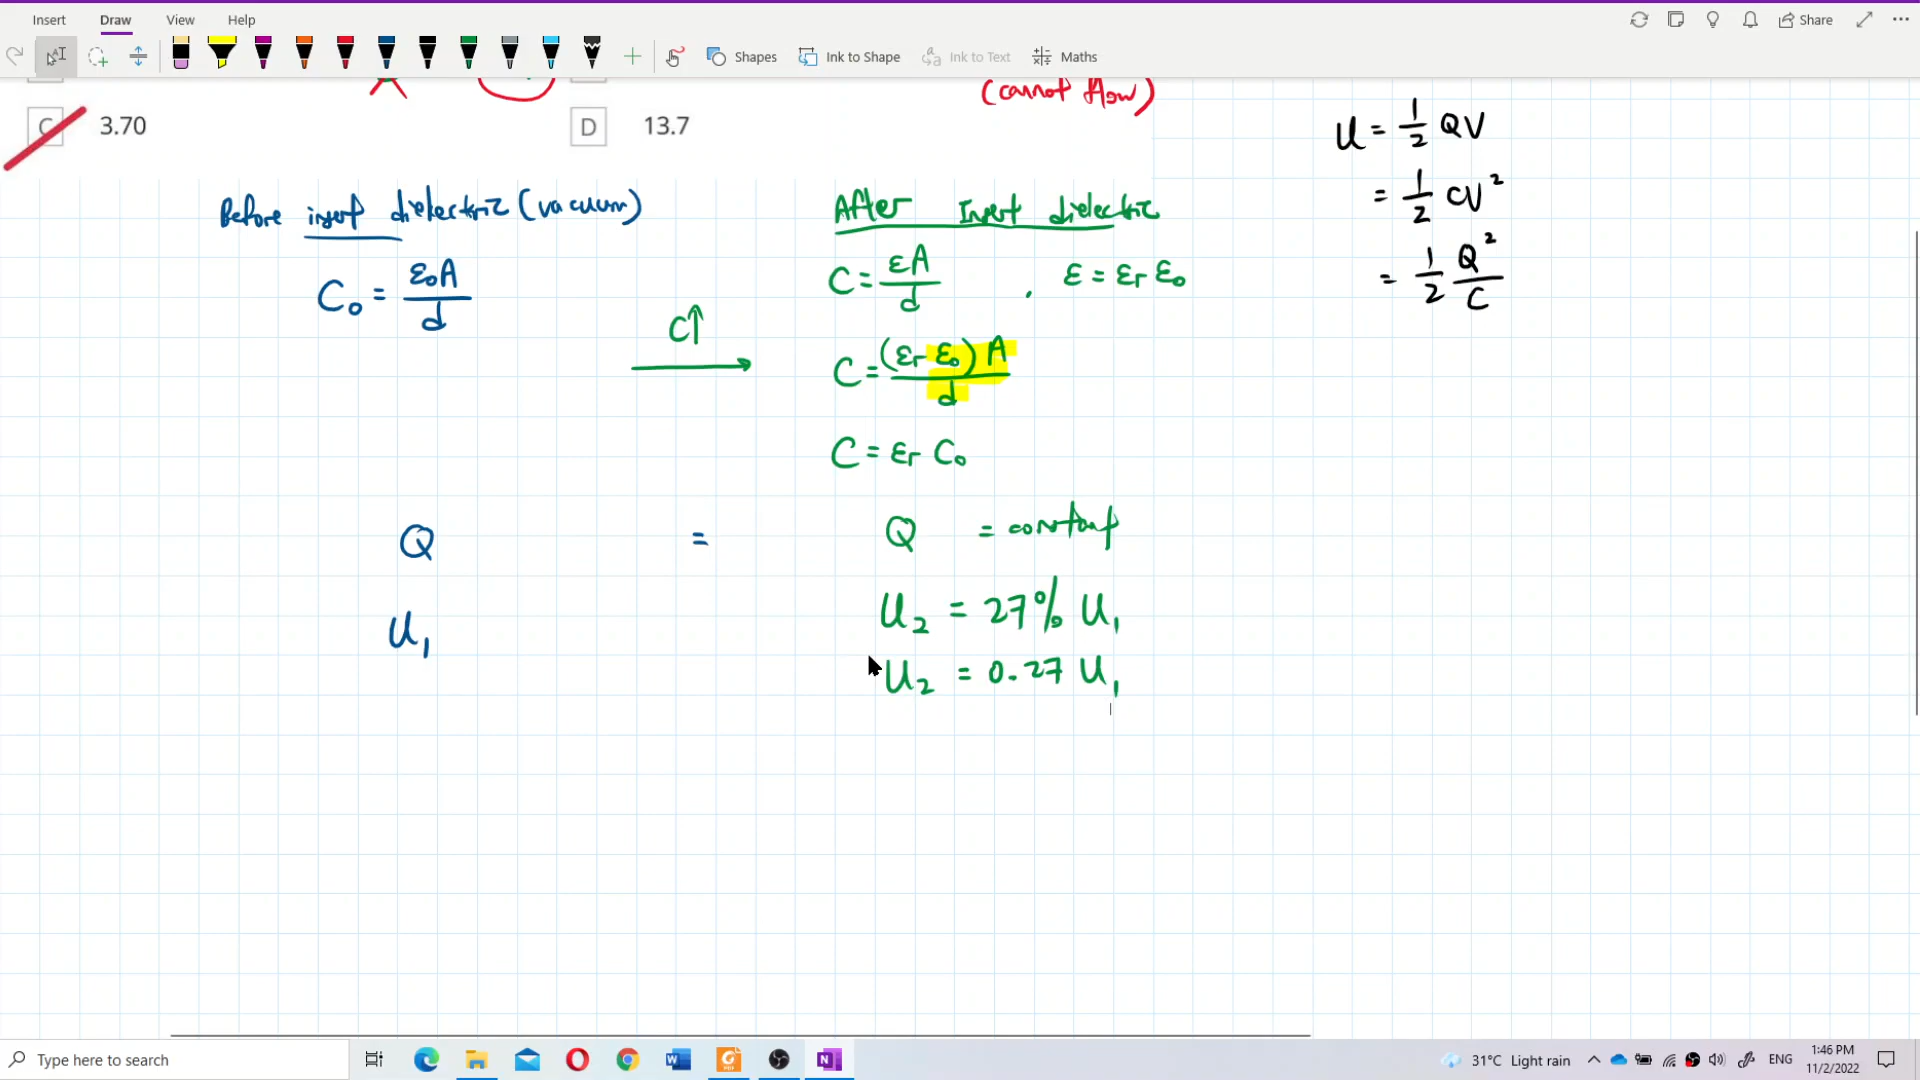 Insert Draw View Help Share
Shapes Ink to Shape Ink to Text Maths
(cannot flow)
C 3.70 D 13.7
U = 1/2 QV
= 1/2 CV²
= 1/2 Q²/C
Before insert dielectric (vacuum)
C₀ = ε₀A/d
C↑
After Insert dielectric
C = εA/d , ε = εr ε₀
C = (εr ε₀) A/d
C = εr C₀
Q = Q = constant
U₁ U₂ = 27% U₁
U₂ = 0.27 U₁
Type here to search
31°C Light rain ENG 1:46 PM
11/2/2022